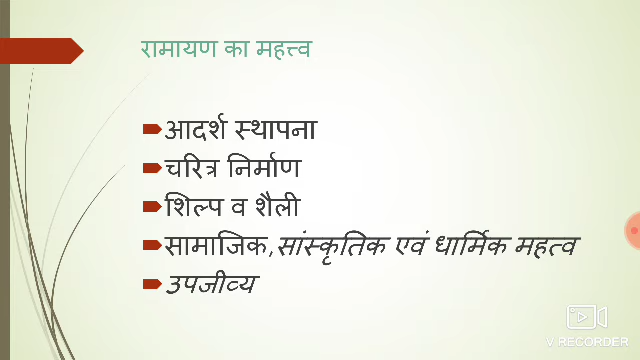 रामायण का महत्त्व
आदर्श स्थापना
चरित्र निर्माण
शिल्प व शैली
सामाजिक,सांस्कृतिक एवं धार्मिक महत्व
उपजीव्य
V RECORDER